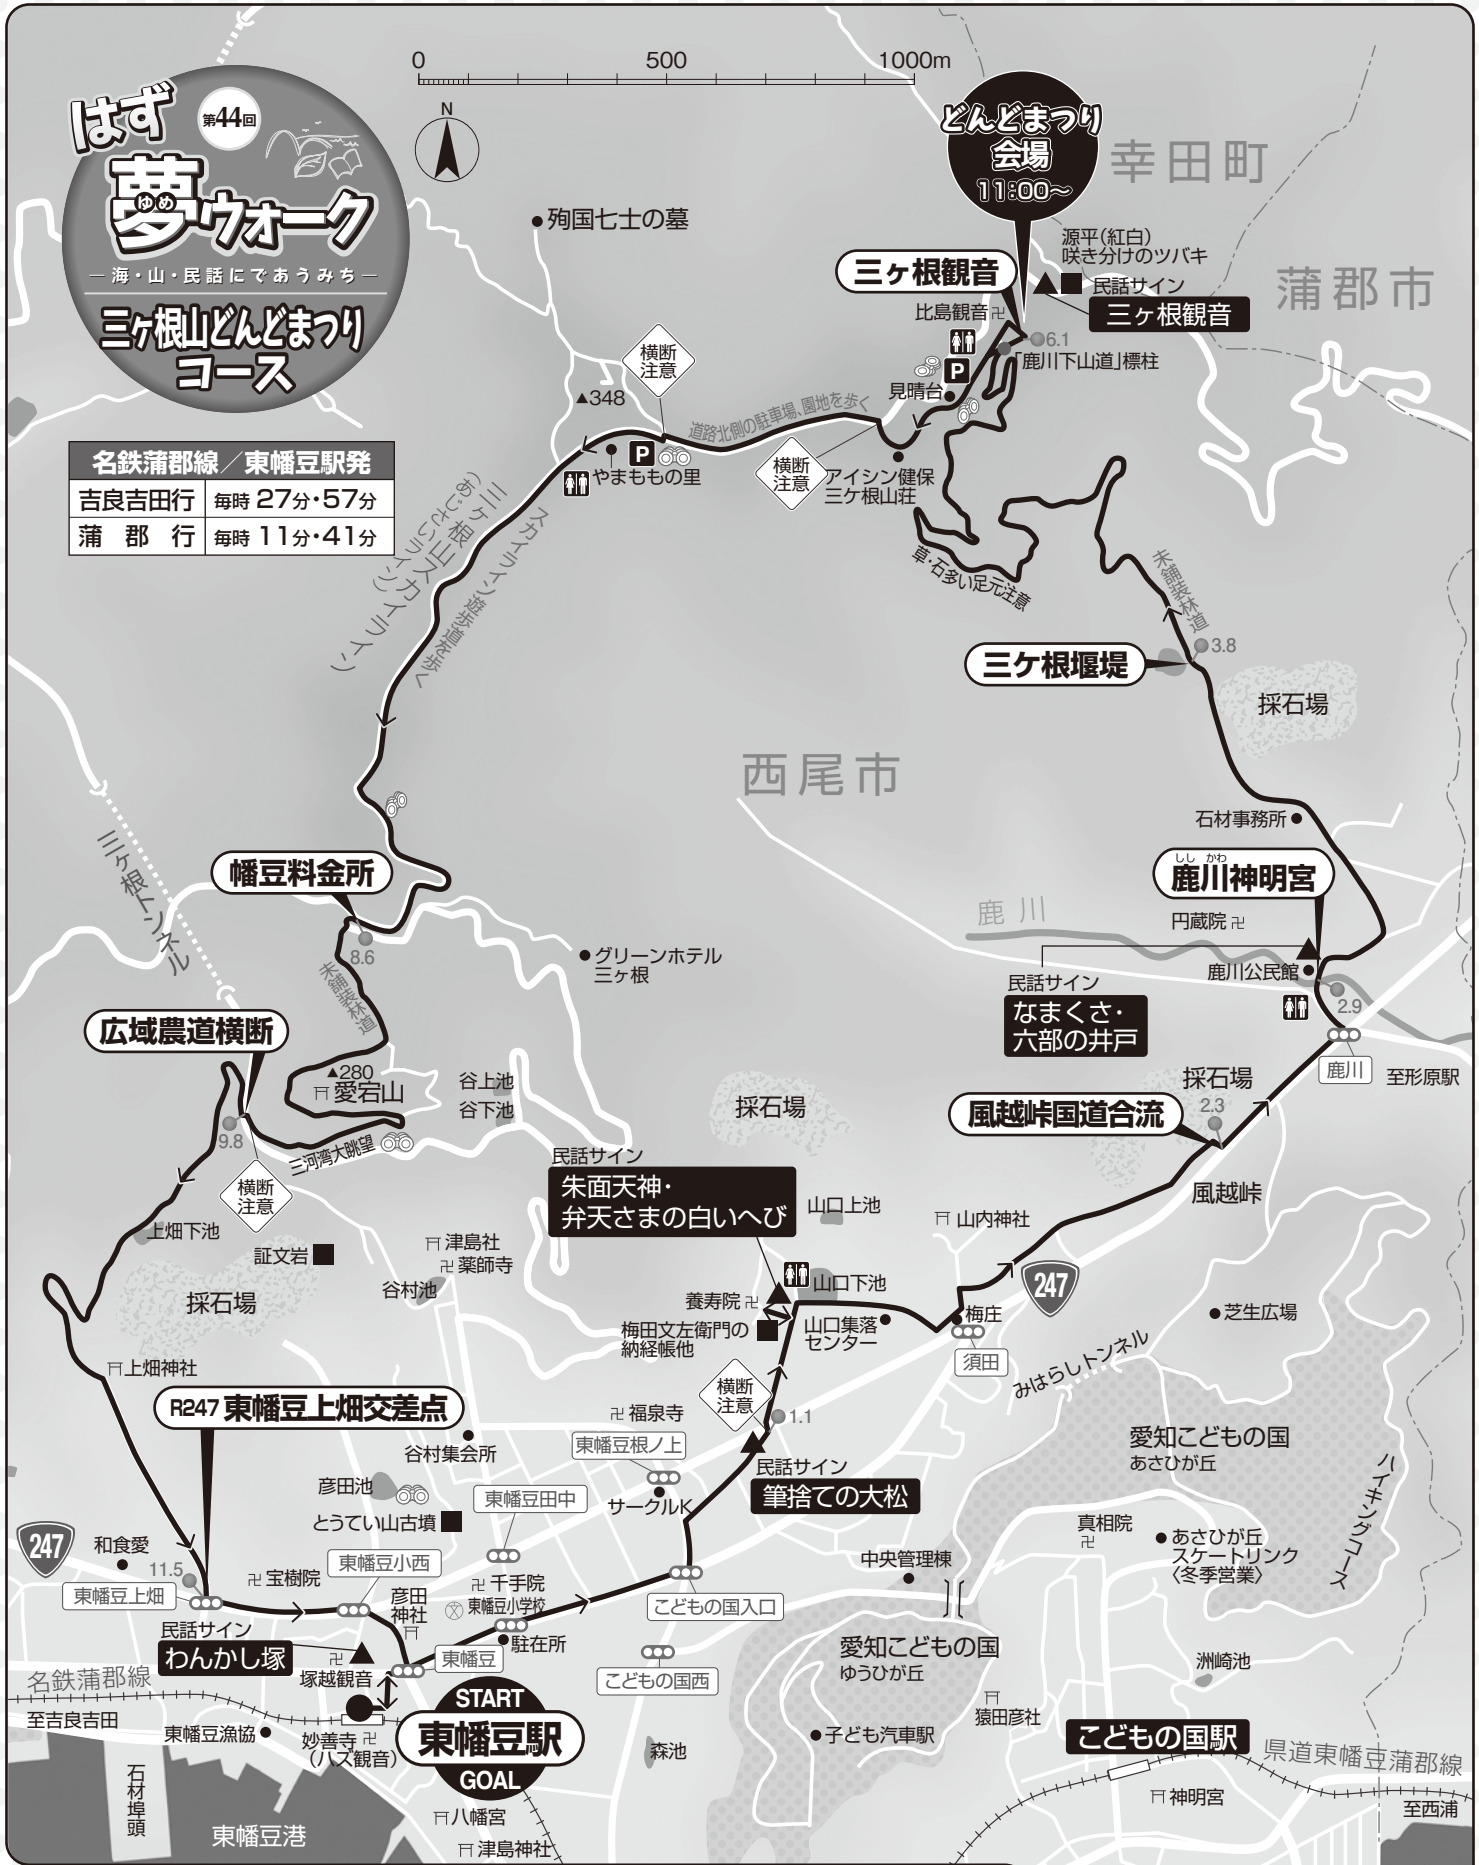 0 500 1000m
N
はず
第44回
夢ウォーク
ゆめ
海・山・民話にであうみち
三ヶ根山どんどまつり
コース
どんどまつり
会場
11:00〜
幸田町
蒲郡市
殉国七士の墓
源平(紅白)
咲き分けのツバキ
三ヶ根観音
民話サイン
三ヶ根観音
比島観音
6.1
「鹿川下山道」標柱
P
見晴台
横断
注意
▲348
道路北側の駐車場、園地を歩く
P
やまももの里
横断
注意
アイシン健保
三ケ根山荘
名鉄蒲郡線/東幡豆駅発
吉良吉田行 毎時 27分・57分
蒲郡行 毎時 11分・41分
三ヶ根山スカイライン
(あじさいライン)
スカイライン遊歩道を歩く
草・石多い足元注意
未舗装林道
3.8
三ケ根堰堤
採石場
西尾市
石材事務所
三ヶ根トンネル
幡豆料金所
8.6
未舗装林道
グリーンホテル
三ヶ根
しし かわ
鹿川神明宮
鹿川
円蔵院
民話サイン
なまくさ・
六部の井戸
鹿川公民館
2.9
鹿川
至形原駅
広域農道横断
▲280
愛宕山
谷上池
谷下池
9.8
三河湾大眺望
横断
注意
採石場
採石場
2.3
風越峠国道合流
風越峠
民話サイン
朱面天神・
弁天さまの白いへび
山口上池
山内神社
上畑下池
証文岩
津島社
薬師寺
谷村池
採石場
養寿院
山口下池
梅田文左衛門の
納経帳他
山口集落
センター
梅庄
須田
247
芝生広場
みはらしトンネル
上畑神社
R247 東幡豆上畑交差点
横断
注意
1.1
福泉寺
谷村集会所
東幡豆根ノ上
サークルK
民話サイン
筆捨ての大松
愛知こどもの国
あさひが丘
ハイキングコース
彦田池
とうてい山古墳
東幡豆田中
真相院
あさひが丘
スケートリンク
〈冬季営業〉
247
和食愛
11.5
東幡豆上畑
宝樹院
東幡豆小西
彦田
神社
千手院
東幡豆小学校
駐在所
こどもの国入口
中央管理棟
民話サイン
わんかし塚
塚越観音
東幡豆
こどもの国西
愛知こどもの国
ゆうひが丘
洲崎池
名鉄蒲郡線
至吉良吉田
東幡豆漁協
妙善寺
(ハズ観音)
START
東幡豆駅
GOAL
森池
子ども汽車駅
猿田彦社
こどもの国駅
県道東幡豆蒲郡線
石材埠頭
東幡豆港
八幡宮
津島神社
神明宮
至西浦